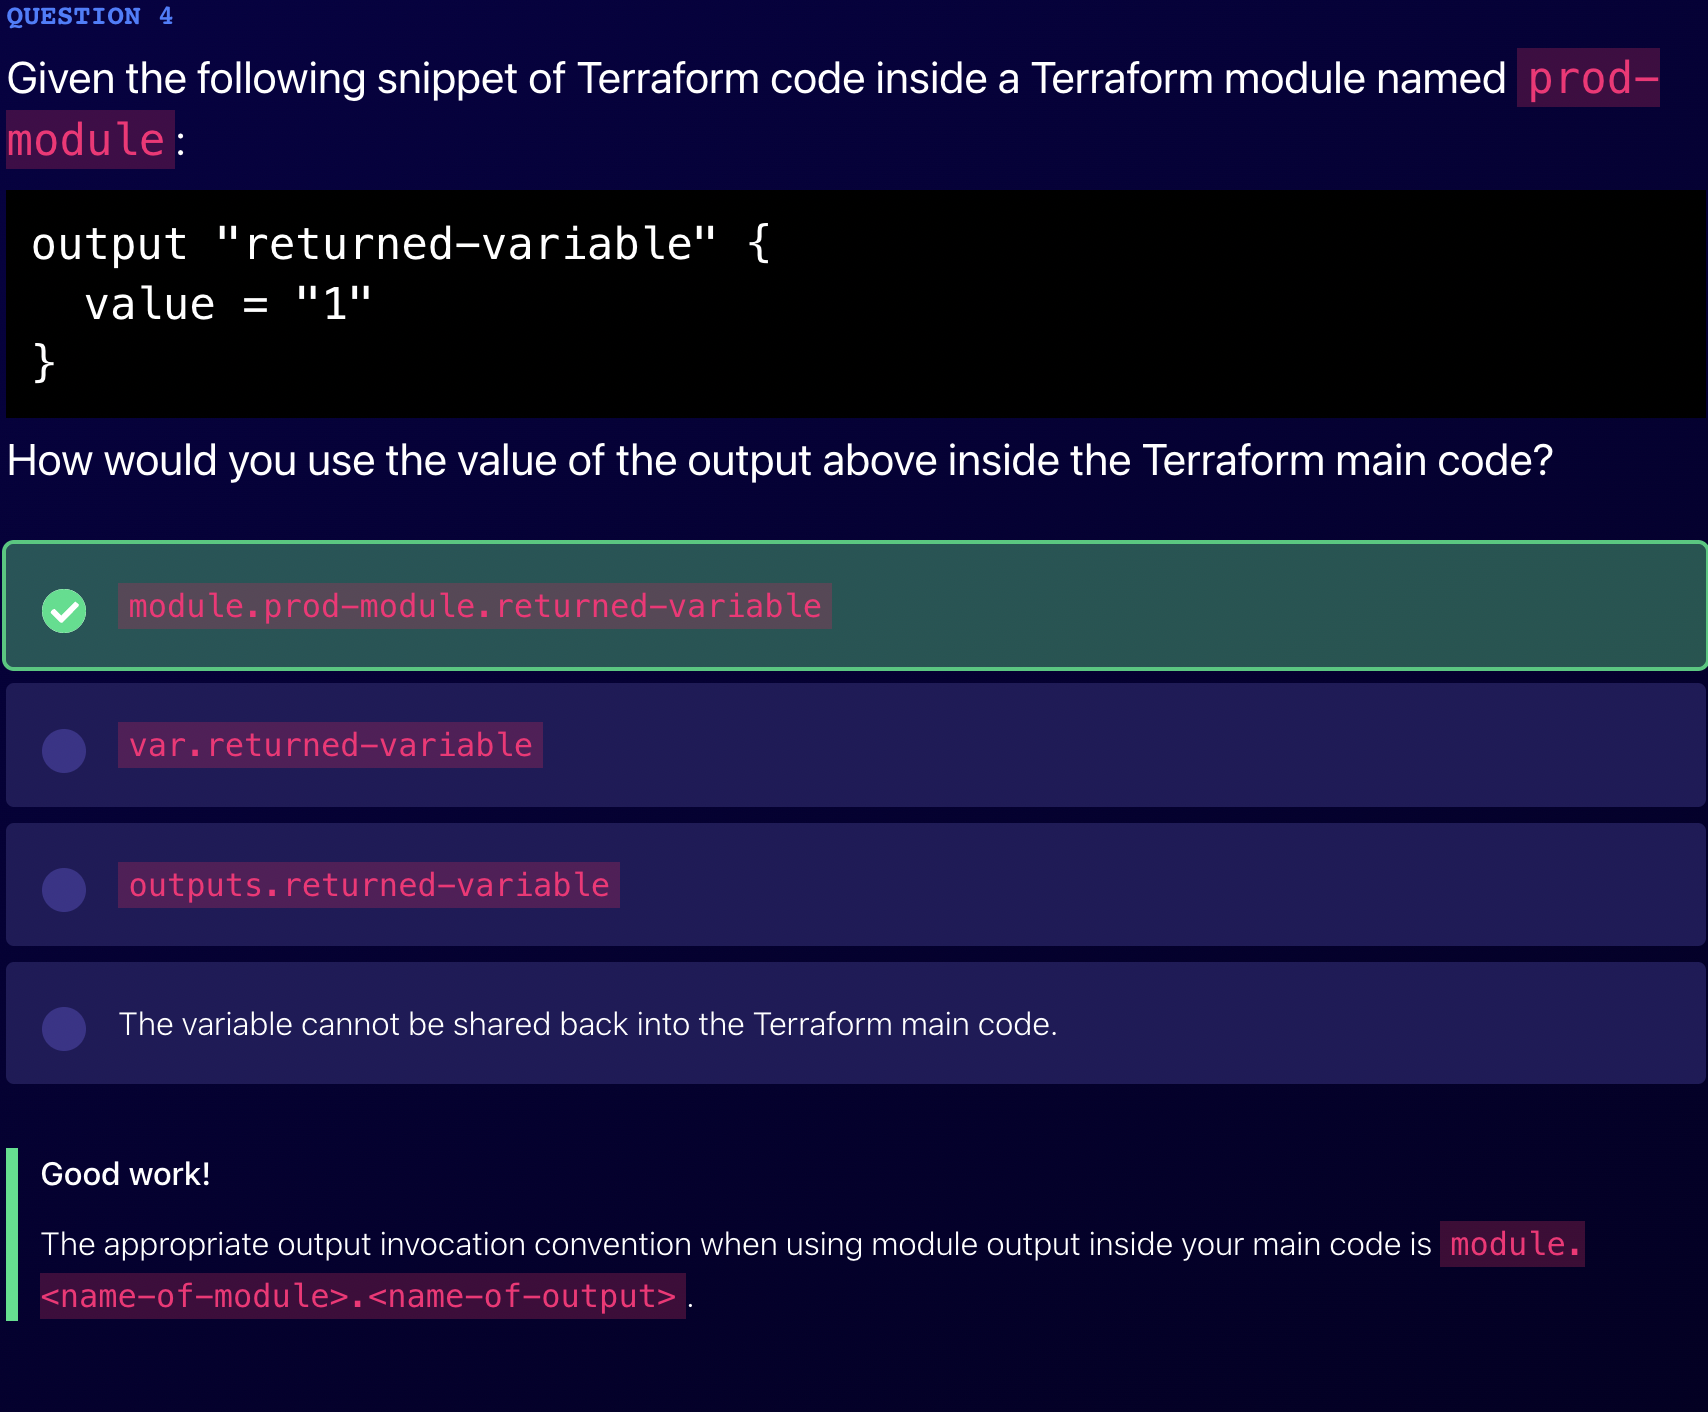 QUESTION 4
Given the following snippet of Terraform code inside a Terraform module named prod-
module :
output "returned-variable" {
  value = "1"
}
How would you use the value of the output above inside the Terraform main code?
module.prod-module.returned-variable
var.returned-variable
outputs.returned-variable
The variable cannot be shared back into the Terraform main code.
Good work!
The appropriate output invocation convention when using module output inside your main code is module.
<name-of-module>.<name-of-output> .